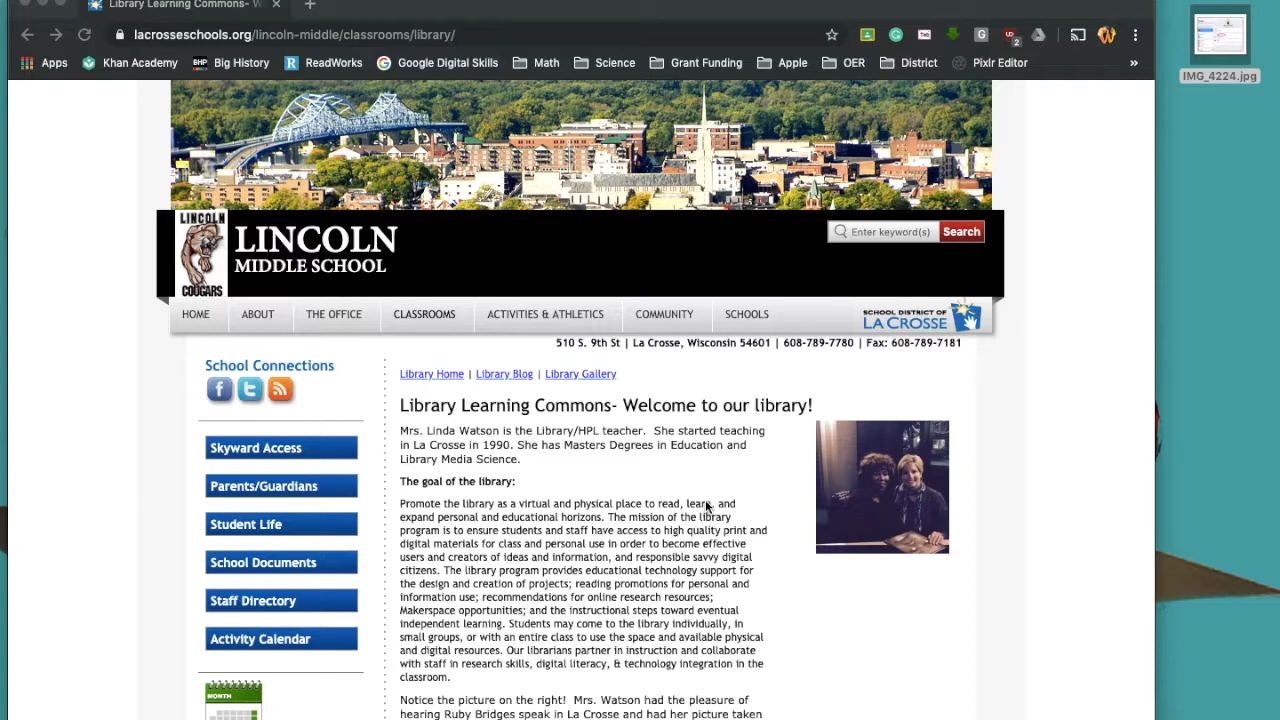 Library Learning Commons- W
lacrosseschools.org/lincoln-middle/classrooms/library/
Apps Khan Academy BHP Big History R ReadWorks Google Digital Skills Math Science Grant Funding Apple OER District Pixlr Editor »
IMG_4224.jpg
LINCOLN
COUGARS
LINCOLN
MIDDLE SCHOOL
Enter keyword(s) Search
HOME ABOUT THE OFFICE CLASSROOMS ACTIVITIES & ATHLETICS COMMUNITY SCHOOLS
SCHOOL DISTRICT OF
LA CROSSE
510 S. 9th St | La Crosse, Wisconsin 54601 | 608-789-7780 | Fax: 608-789-7181
School Connections
Skyward Access
Parents/Guardians
Student Life
School Documents
Staff Directory
Activity Calendar
MONTH
Library Home | Library Blog | Library Gallery
Library Learning Commons- Welcome to our library!
Mrs. Linda Watson is the Library/HPL teacher. She started teaching
in La Crosse in 1990. She has Masters Degrees in Education and
Library Media Science.
The goal of the library:
Promote the library as a virtual and physical place to read, learn, and
expand personal and educational horizons. The mission of the library
program is to ensure students and staff have access to high quality print and
digital materials for class and personal use in order to become effective
users and creators of ideas and information, and responsible savvy digital
citizens. The library program provides educational technology support for
the design and creation of projects; reading promotions for personal and
information use; recommendations for online research resources;
Makerspace opportunities; and the instructional steps toward eventual
independent learning. Students may come to the library individually, in
small groups, or with an entire class to use the space and available physical
and digital resources. Our librarians partner in instruction and collaborate
with staff in research skills, digital literacy, & technology integration in the
classroom.
Notice the picture on the right! Mrs. Watson had the pleasure of
hearing Ruby Bridges speak in La Crosse and had her picture taken